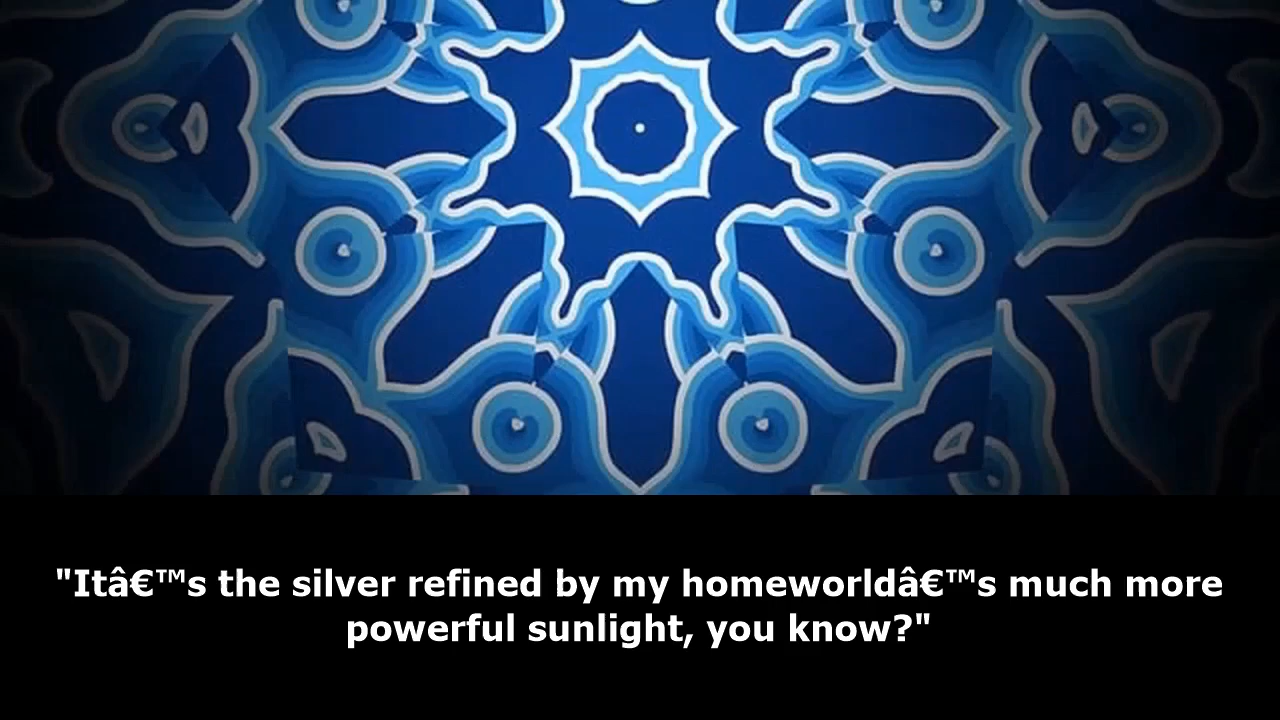 "Itâ€™s the silver refined by my homeworldâ€™s much more
powerful sunlight, you know?"